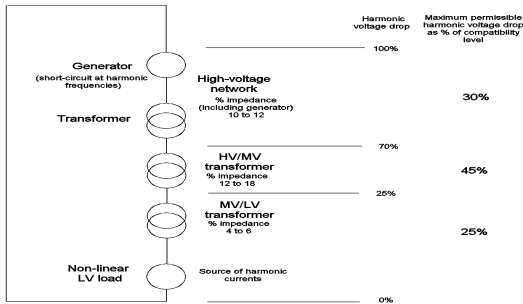 Harmonic
voltage drop
Maximum permissible
harmonic voltage drop
as % of compatibility
level
100%
Generator
(short-circuit at harmonic
frequencies)
High-voltage
network
% impedance
(including generator)
10 to 12
30%
Transformer
70%
HV/MV
transformer
% impedance
12 to 18
45%
25%
MV/LV
transformer
% impedance
4 to 6
25%
Non-linear
LV load
Source of harmonic
currents
0%